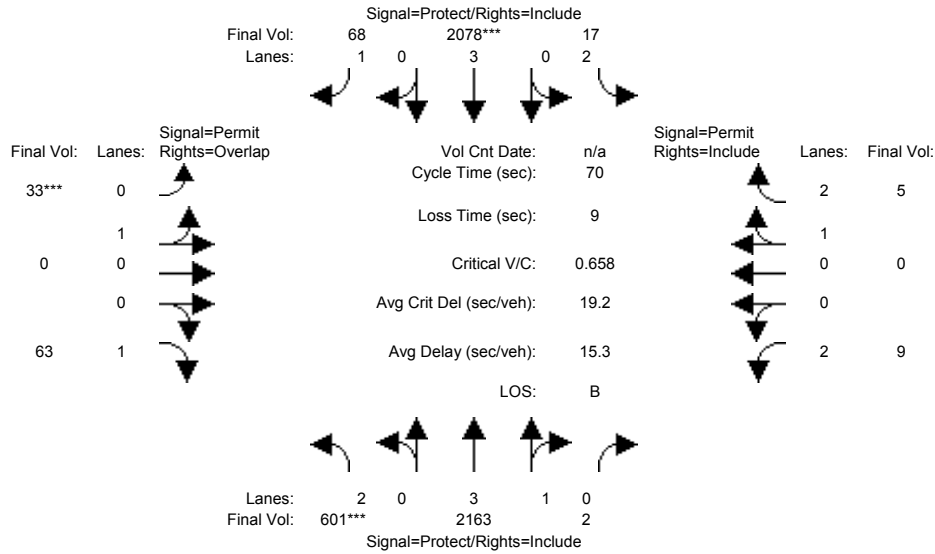 Signal=Protect/Rights=Include
Final Vol: 68 2078*** 17
Lanes: 1 0 3 0 2
Signal=Permit
Final Vol: Lanes: Rights=Overlap
Vol Cnt Date: n/a
Signal=Permit
Rights=Include Lanes: Final Vol:
Cycle Time (sec): 70
33*** 0
2 5
Loss Time (sec): 9
1
1
0 0
Critical V/C: 0.658
0 0
0
Avg Crit Del (sec/veh): 19.2
0
63 1
Avg Delay (sec/veh): 15.3
2 9
LOS: B
Lanes: 2 0 3 1 0
Final Vol: 601*** 2163 2
Signal=Protect/Rights=Include